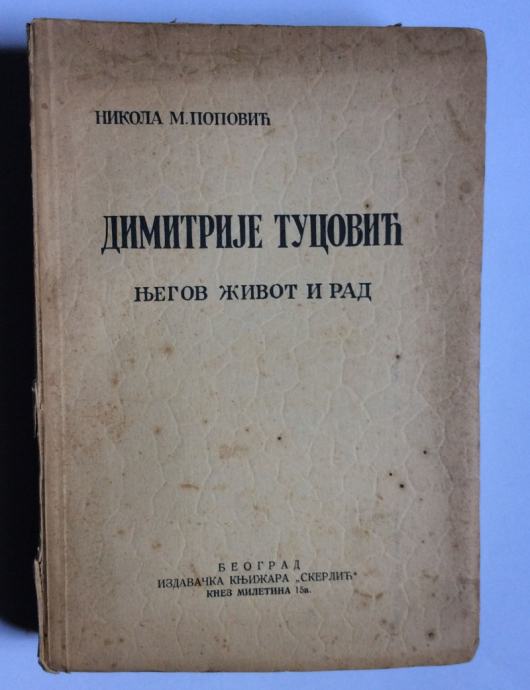 НИКОЛА М. ПОПОВИЋ
ДИМИТРИЈЕ ТУЦОВИЋ
ЊЕГОВ ЖИВОТ И РАД
БЕОГРАД
ИЗДАВАЧКА КЊИЖАРА „СКЕРЛИЋ“
КНЕЗ МИЛЕТИНА 15а.